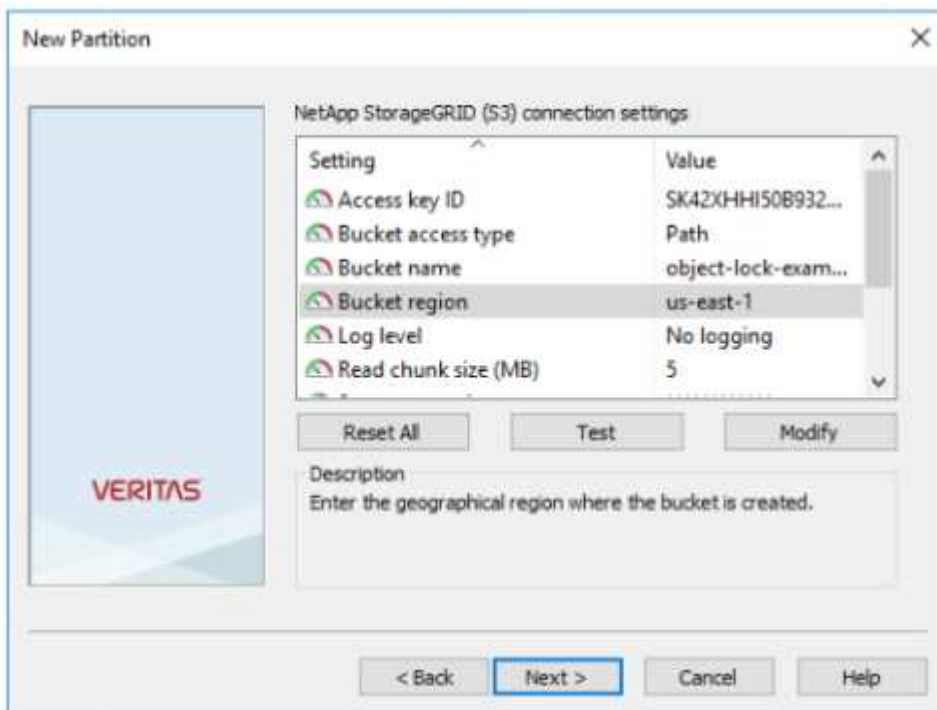 New Partition
NetApp StorageGRID (S3) connection settings
Setting Value
Access key ID SK42XHHI50B932...
Bucket access type Path
Bucket name object-lock-exam...
Bucket region us-east-1
Log level No logging
Read chunk size (MB) 5
Reset All Test Modify
VERITAS
Description
Enter the geographical region where the bucket is created.
< Back Next > Cancel Help